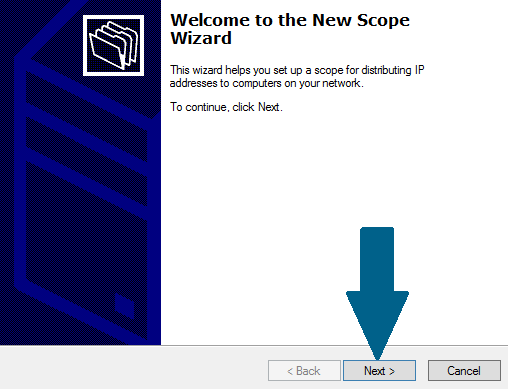 Welcome to the New Scope
Wizard
This wizard helps you set up a scope for distributing IP
addresses to computers on your network.
To continue, click Next.
< Back
Next >
Cancel